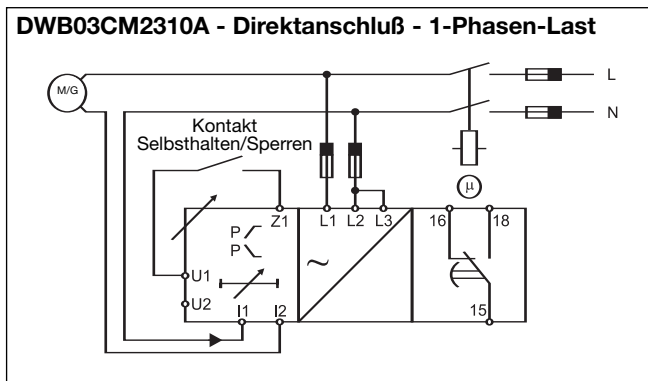 DWB03CM2310A - Direktanschluß - 1-Phasen-Last
M/G
L
N
Kontakt
Selbsthalten/Sperren
µ
Z1 L1 L2 L3 16 18
P
P
~
U1
U2
I1 I2 15